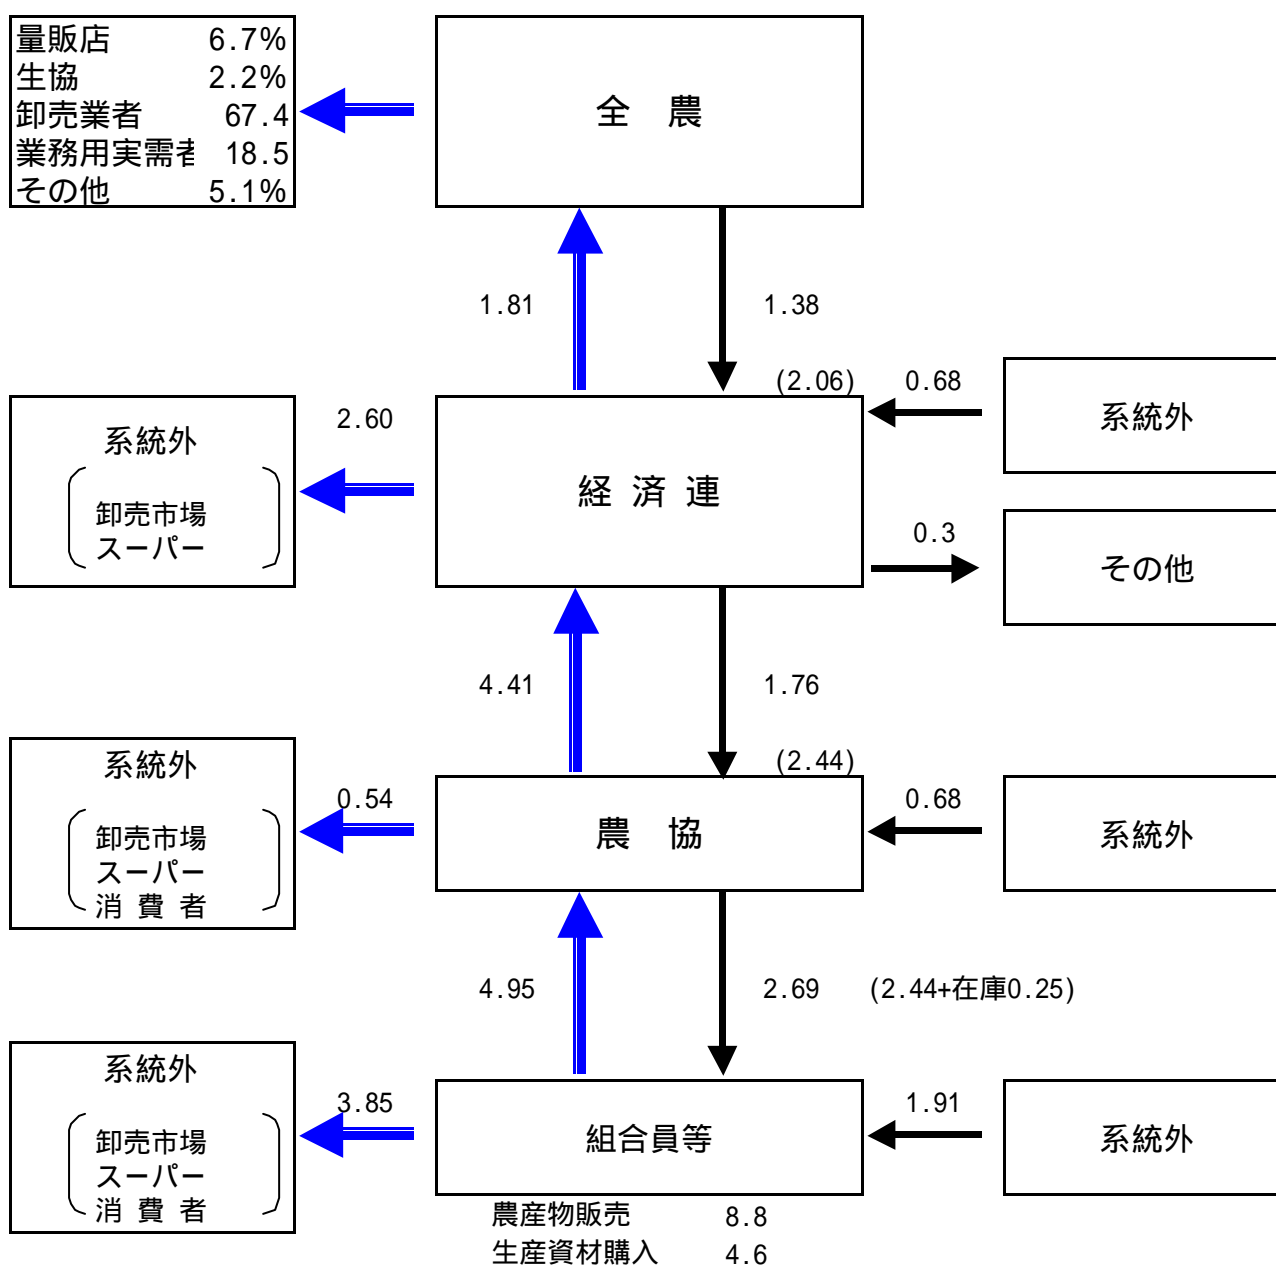 量販店 6.7%
生協 2.2%
卸売業者 67.4
業務用実需者 18.5
その他 5.1%
全 農
1.81
1.38
(2.06)
0.68
系統外
2.60
系統外
卸売市場
スーパー
経 済 連
0.3
その他
4.41
1.76
(2.44)
0.68
系統外
0.54
系統外
卸売市場
スーパー
消 費 者
農 協
4.95
2.69 (2.44+在庫0.25)
系統外
3.85
卸売市場
スーパー
消 費 者
組合員等
1.91
系統外
農産物販売 8.8
生産資材購入 4.6